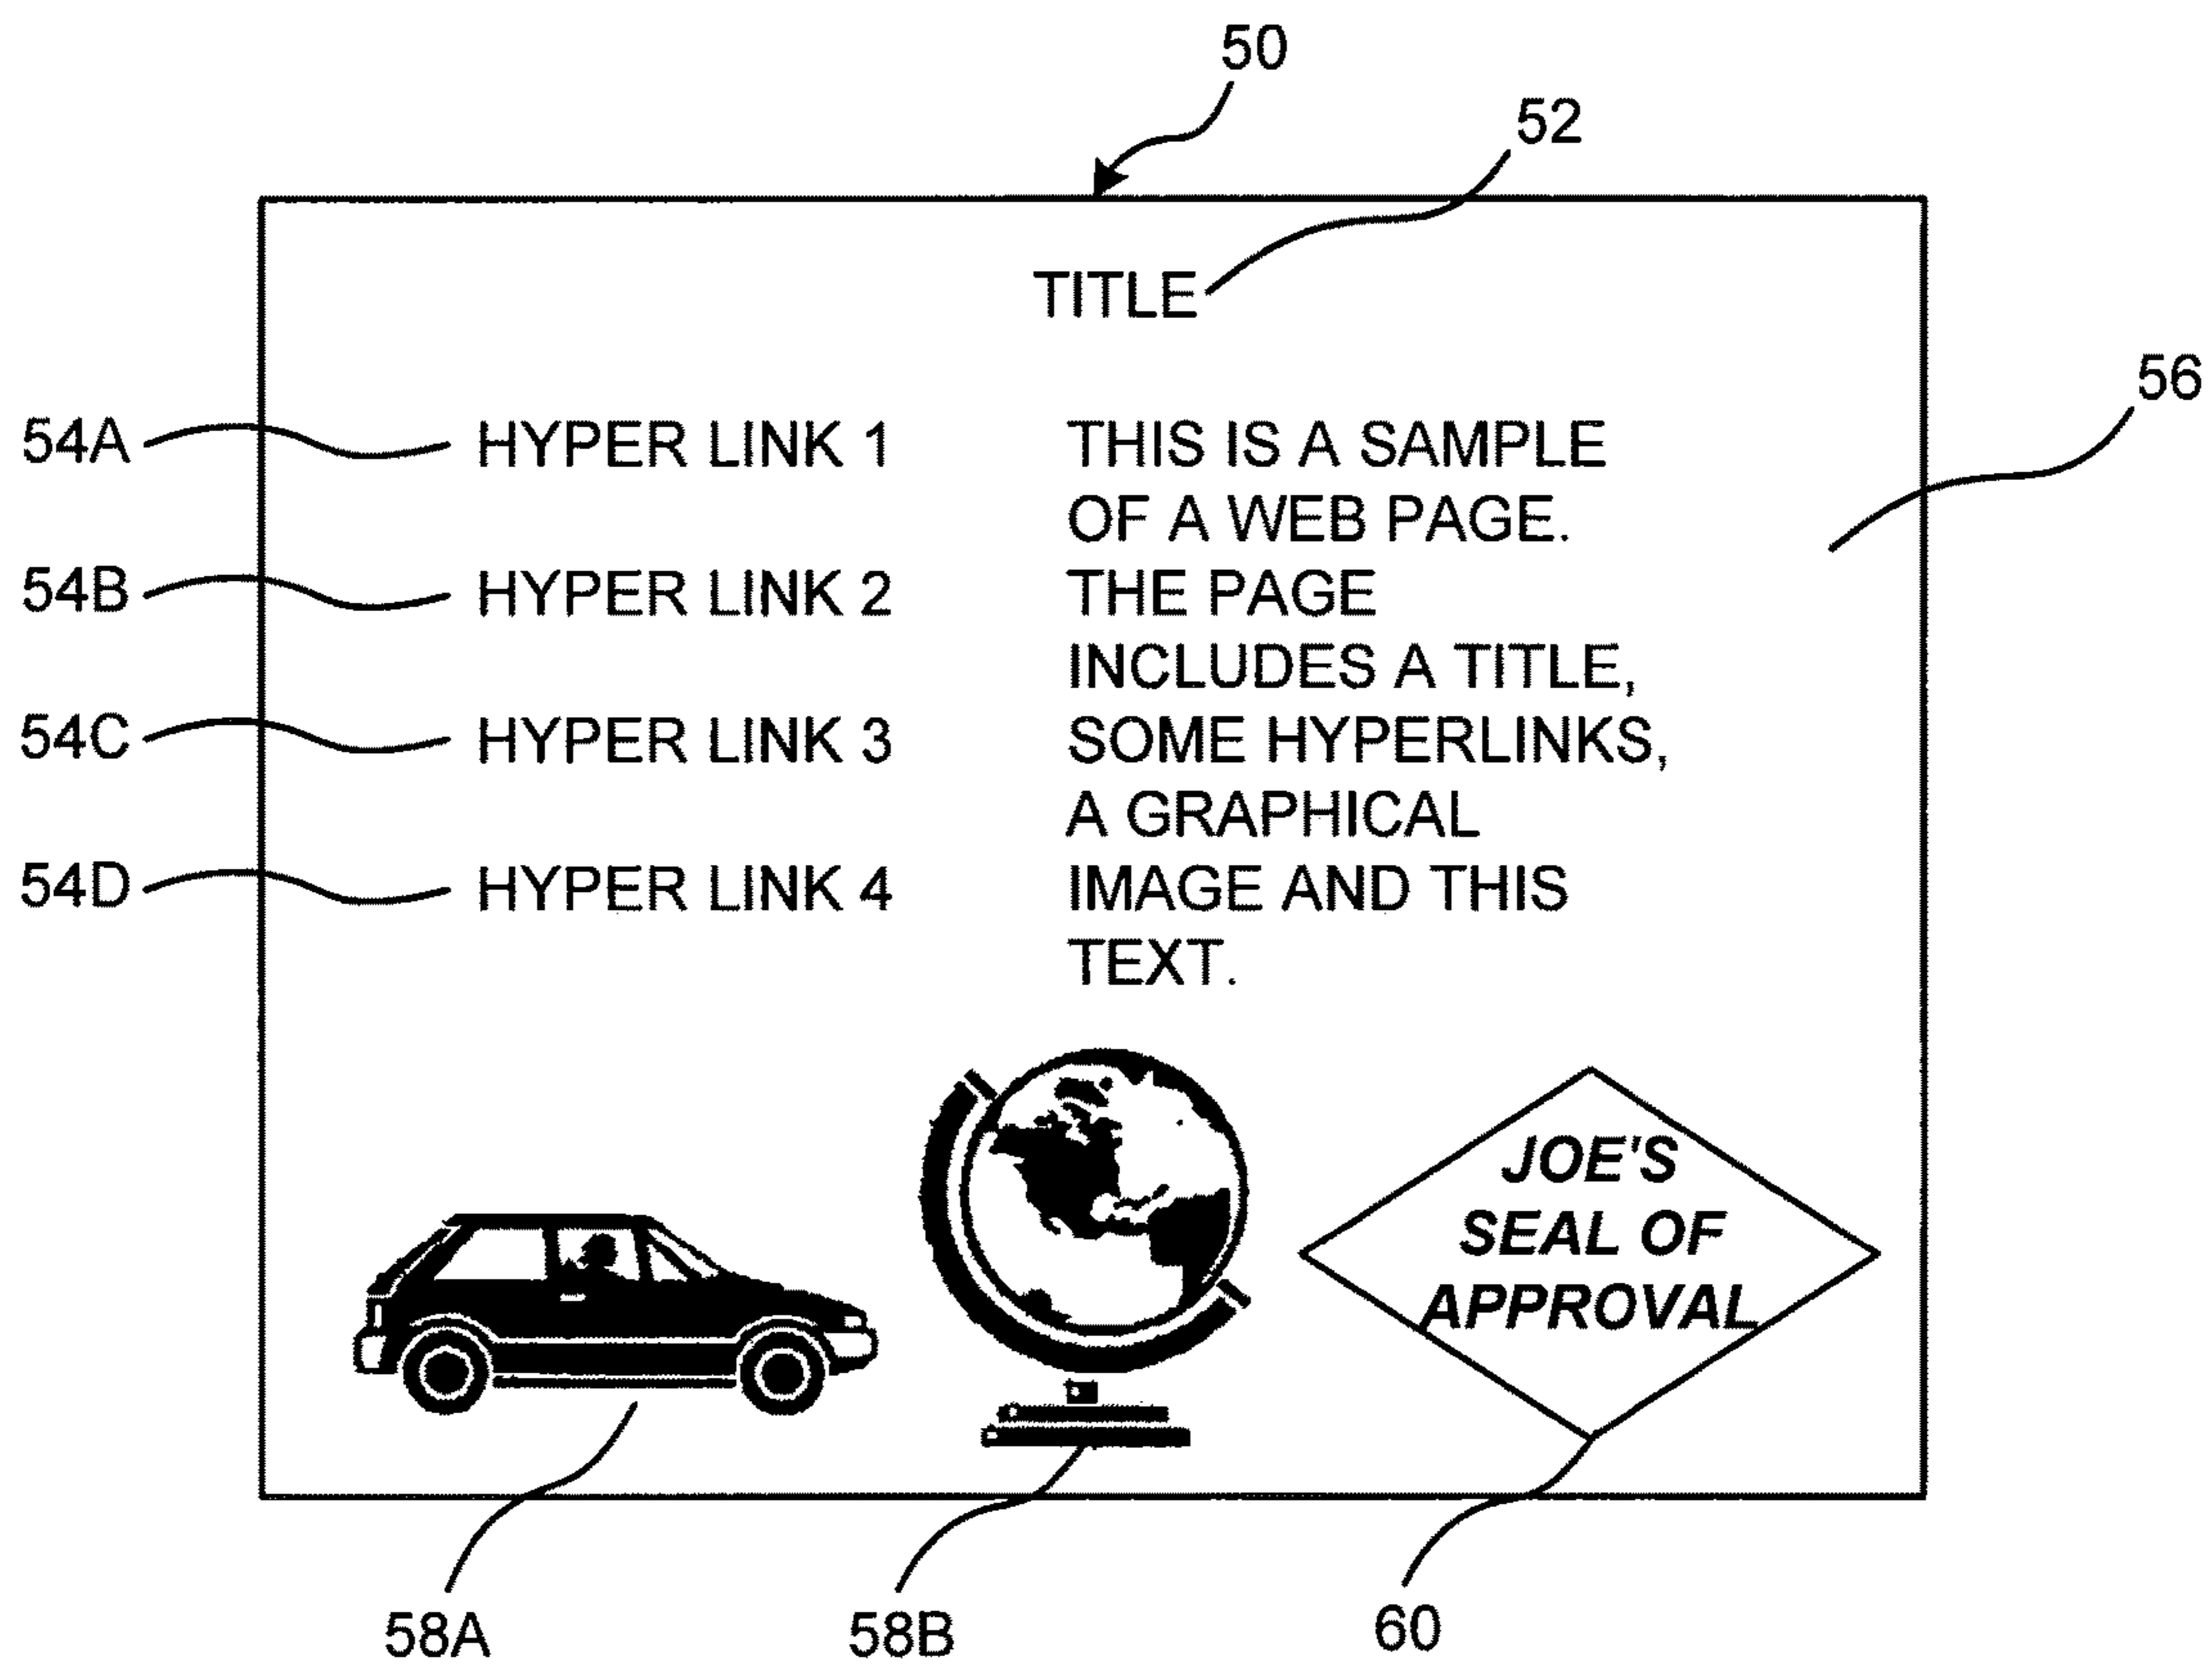 50
52
TITLE
56
54A HYPER LINK 1
54B HYPER LINK 2
54C HYPER LINK 3
54D HYPER LINK 4
THIS IS A SAMPLE
OF A WEB PAGE.
THE PAGE
INCLUDES A TITLE,
SOME HYPERLINKS,
A GRAPHICAL
IMAGE AND THIS
TEXT.
JOE'S
SEAL OF
APPROVAL
58A
58B
60